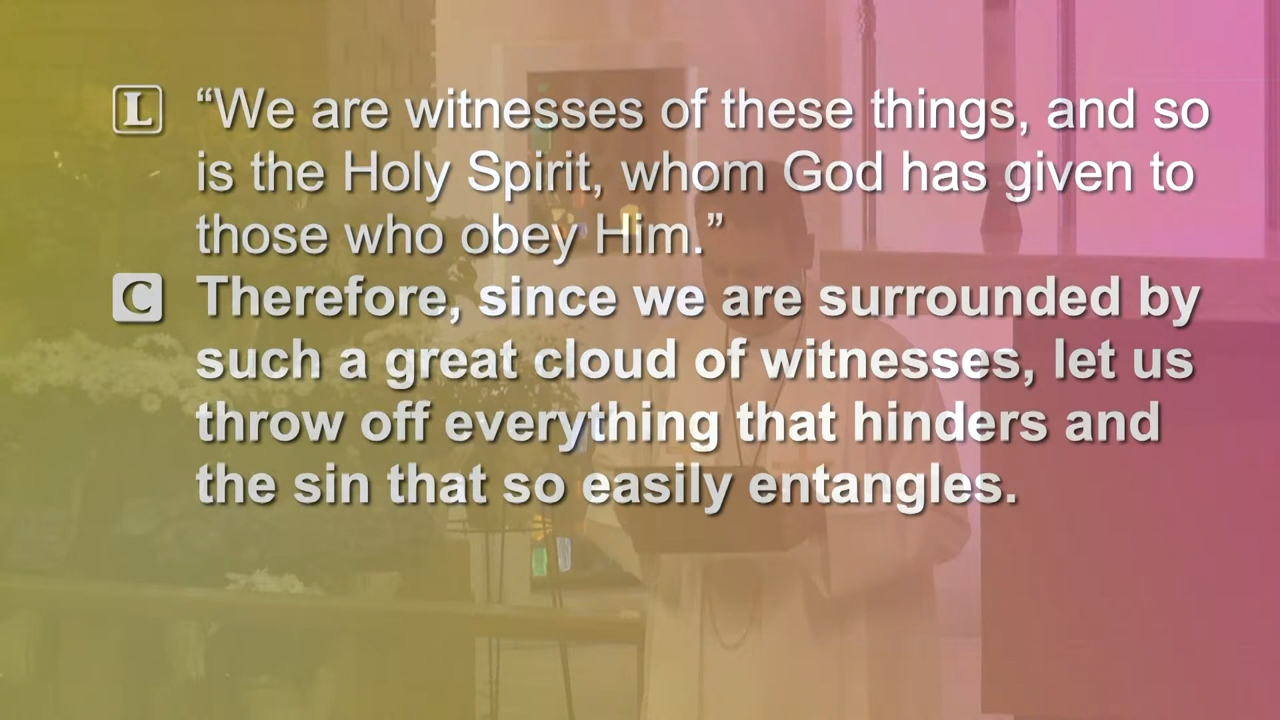 L “We are witnesses of these things, and so
is the Holy Spirit, whom God has given to
those who obey Him.”
C Therefore, since we are surrounded by
such a great cloud of witnesses, let us
throw off everything that hinders and
the sin that so easily entangles.